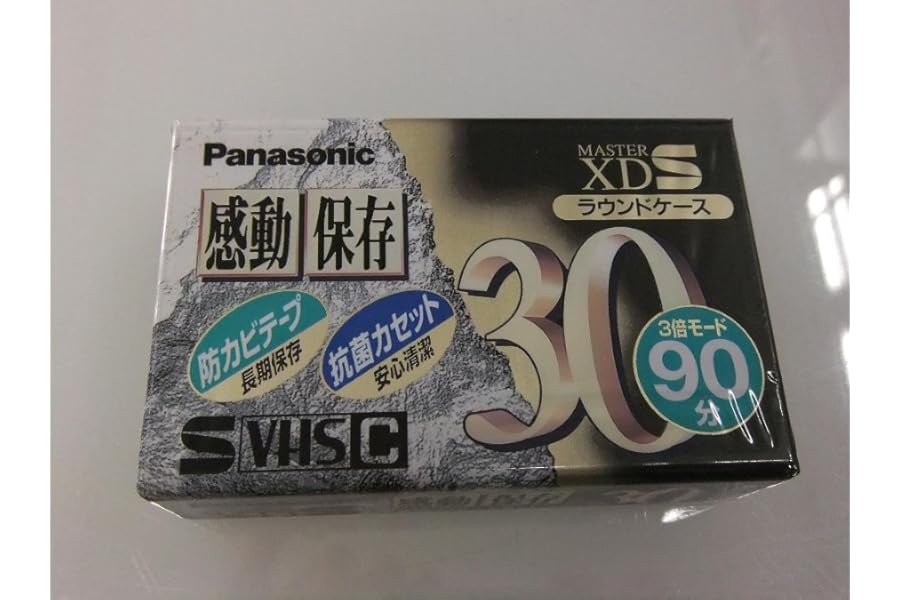 Panasonic
MASTER
XD S
ラウンドケース
感動 保存
30
防カビテープ
長期保存
抗菌カセット
安心清潔
3倍モード
90
分
S VHS C